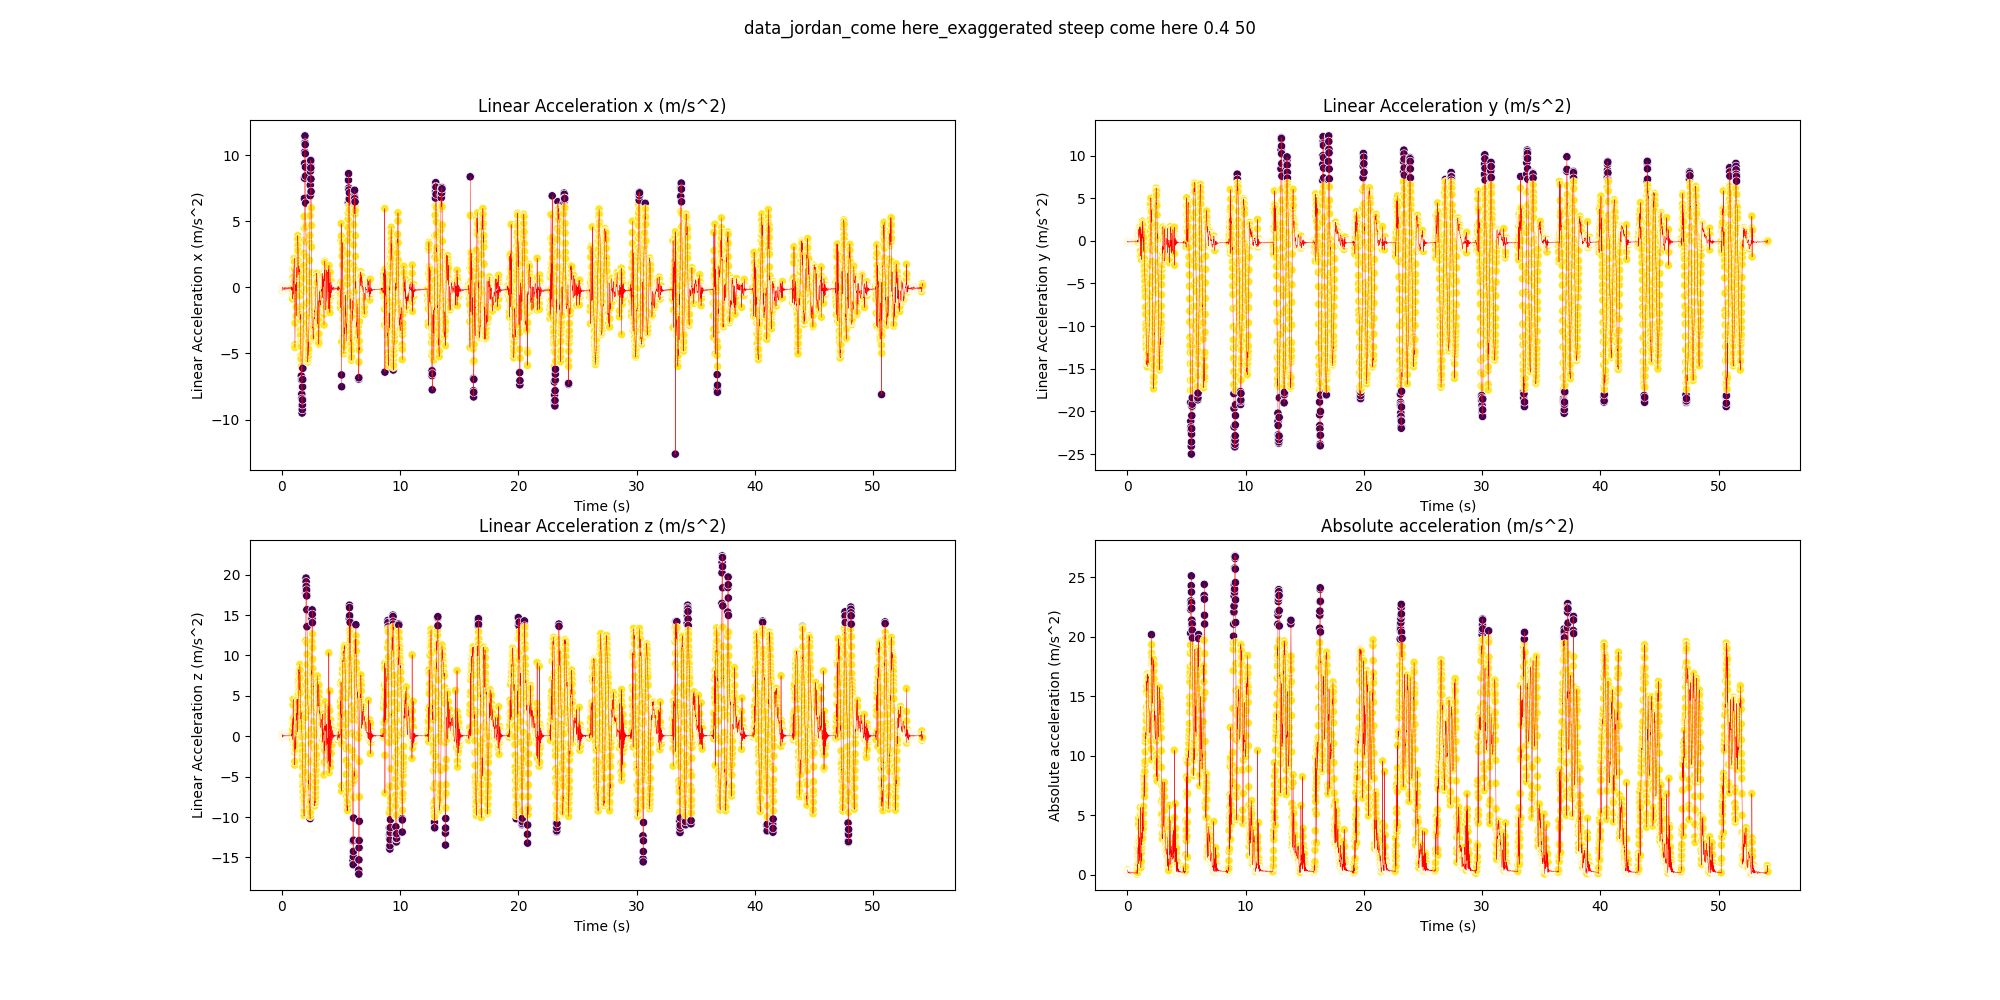 data_jordan_come here_exaggerated steep come here 0.4 50
Linear Acceleration x (m/s^2)
Linear Acceleration x (m/s^2)
10
5
0
−5
−10
0 10 20 30 40 50
Time (s)
Linear Acceleration y (m/s^2)
Linear Acceleration y (m/s^2)
10
5
0
−5
−10
−15
−20
−25
0 10 20 30 40 50
Time (s)
Linear Acceleration z (m/s^2)
Linear Acceleration z (m/s^2)
20
15
10
5
0
−5
−10
−15
0 10 20 30 40 50
Time (s)
Absolute acceleration (m/s^2)
Absolute acceleration (m/s^2)
25
20
15
10
5
0
0 10 20 30 40 50
Time (s)